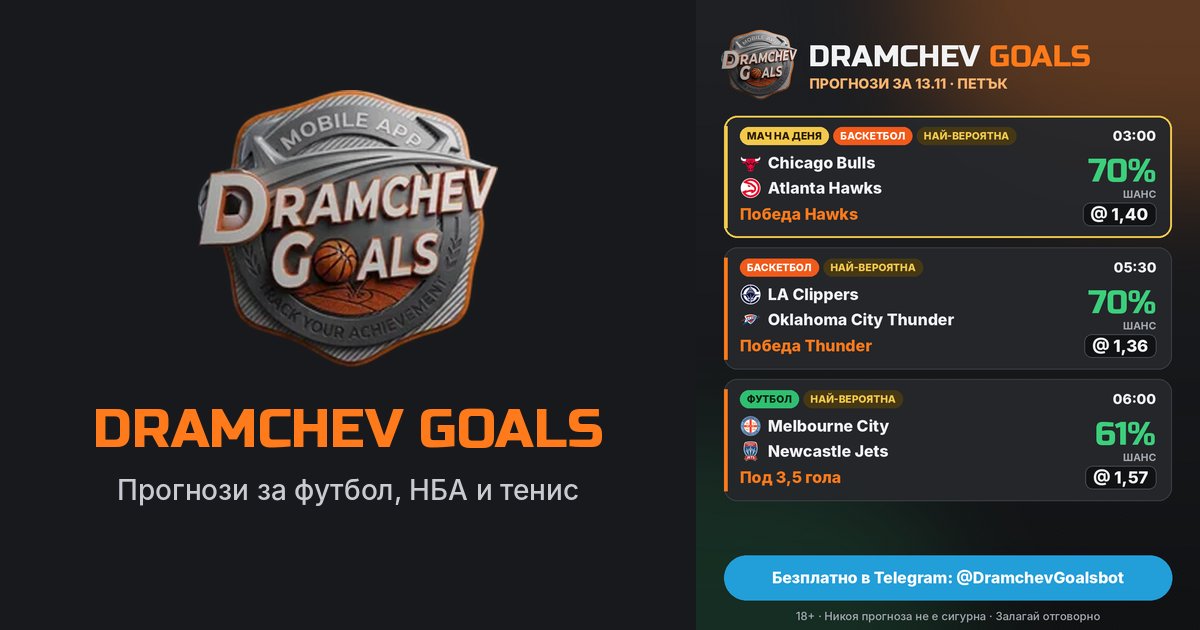 MOBILE APP
DRAMCHEV
GOALS
TRACK YOUR ACHIEVEMENT
DRAMCHEV GOALS
Прогнози за футбол, НБА и тенис
MOBILE APP
DRAMCHEV
GOALS
DRAMCHEV GOALS
ПРОГНОЗИ ЗА 13.11 · ПЕТЪК
МАЧ НА ДЕНЯ БАСКЕТБОЛ НАЙ-ВЕРОЯТНА 03:00
Chicago Bulls 70%
Atlanta Hawks ШАНС
Победа Hawks @ 1,40
БАСКЕТБОЛ НАЙ-ВЕРОЯТНА 05:30
LA Clippers 70%
Oklahoma City Thunder ШАНС
Победа Thunder @ 1,36
ФУТБОЛ НАЙ-ВЕРОЯТНА 06:00
Melbourne City 61%
Newcastle Jets ШАНС
Под 3,5 гола @ 1,57
Безплатно в Telegram: @DramchevGoalsbot
18+ · Никоя прогноза не е сигурна · Залагай отговорно